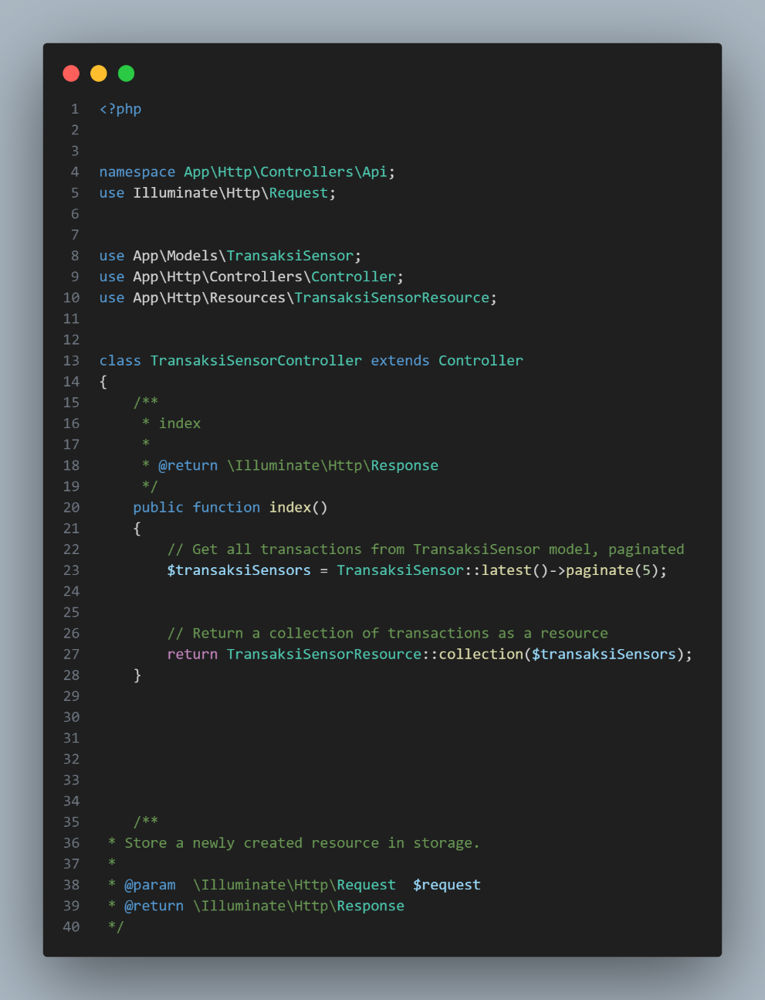 1 <?php
2
3
4 namespace App\Http\Controllers\Api;
5 use Illuminate\Http\Request;
6
7
8 use App\Models\TransaksiSensor;
9 use App\Http\Controllers\Controller;
10 use App\Http\Resources\TransaksiSensorResource;
11
12
13 class TransaksiSensorController extends Controller
14 {
15     /**
16      * index
17      *
18      * @return \Illuminate\Http\Response
19      */
20     public function index()
21     {
22         // Get all transactions from TransaksiSensor model, paginated
23         $transaksiSensors = TransaksiSensor::latest()->paginate(5);
24
25
26         // Return a collection of transactions as a resource
27         return TransaksiSensorResource::collection($transaksiSensors);
28     }
29
30
31
32
33
34
35     /**
36  * Store a newly created resource in storage.
37  *
38  * @param  \Illuminate\Http\Request  $request
39  * @return \Illuminate\Http\Response
40  */